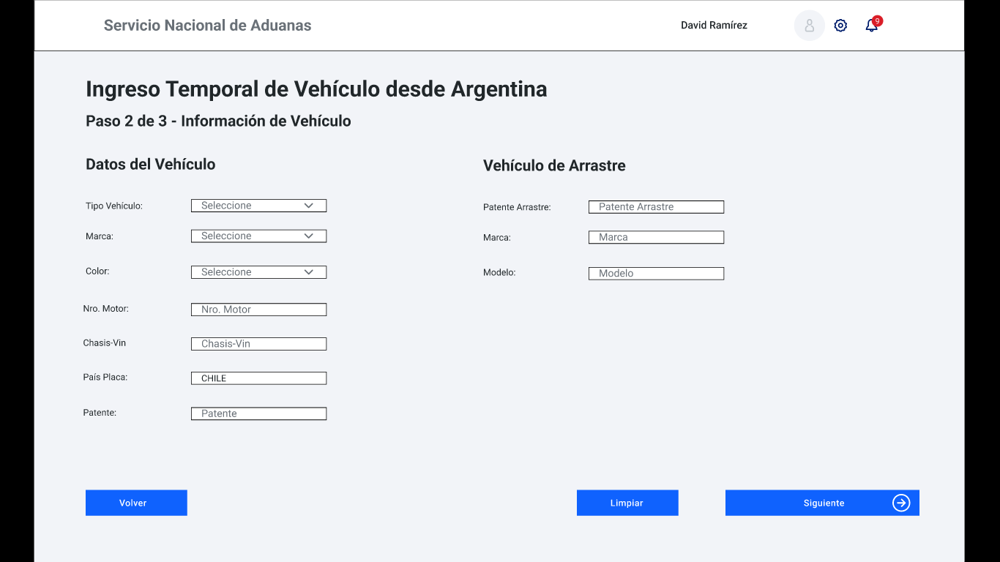 Servicio Nacional de Aduanas
David Ramírez
9
Ingreso Temporal de Vehículo desde Argentina
Paso 2 de 3 - Información de Vehículo
Datos del Vehículo
Tipo Vehículo: Seleccione
Marca: Seleccione
Color: Seleccione
Nro. Motor: Nro. Motor
Chasis-Vin Chasis-Vin
País Placa: CHILE
Patente: Patente
Vehículo de Arrastre
Patente Arrastre: Patente Arrastre
Marca: Marca
Modelo: Modelo
Volver
Limpiar
Siguiente